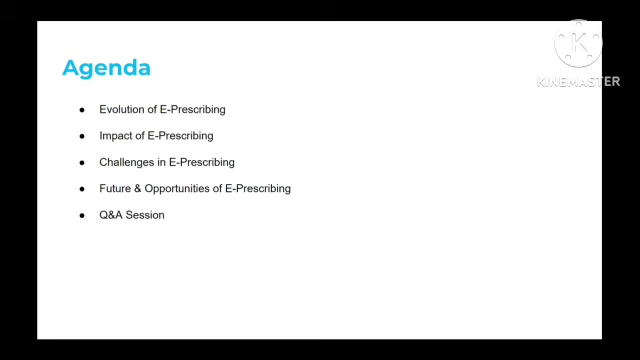 Agenda
● Evolution of E-Prescribing
● Impact of E-Prescribing
● Challenges in E-Prescribing
● Future & Opportunities of E-Prescribing
● Q&A Session
K
KINEMASTER